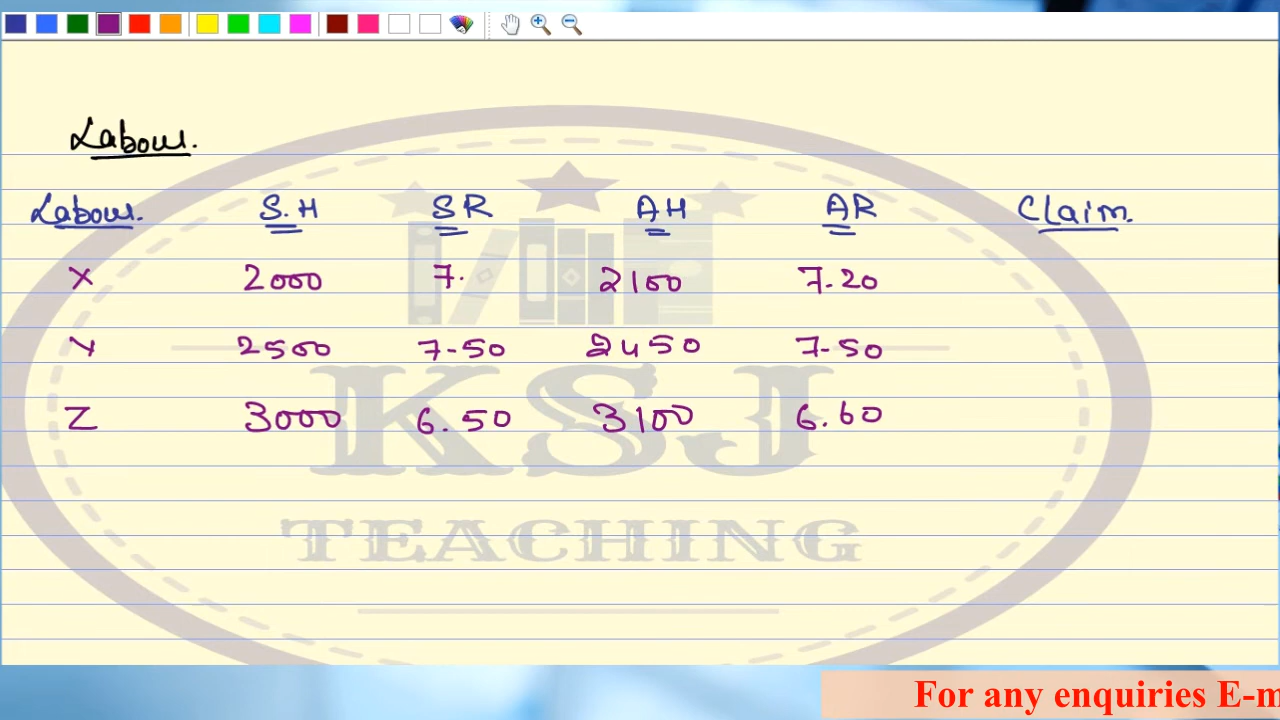 Labour.
Labour. S.H SR AH AR Claim.
X 2000 7. 2100 7.20
Y 2500 7-50 2450 7.50
Z 3000 6.50 3100 6.60
KSJ
TEACHING
For any enquiries E-m